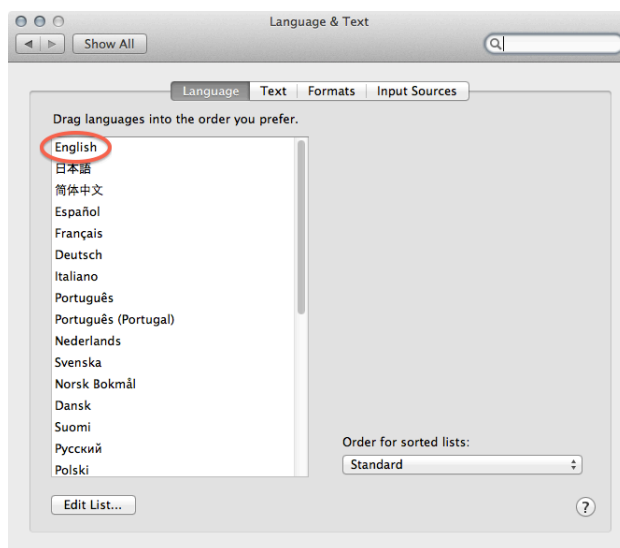 Language & Text
Show All
Language Text Formats Input Sources
Drag languages into the order you prefer.
English
日本語
简体中文
Español
Français
Deutsch
Italiano
Português
Português (Portugal)
Nederlands
Svenska
Norsk Bokmål
Dansk
Suomi
Русский
Polski
Order for sorted lists:
Standard
Edit List...
?